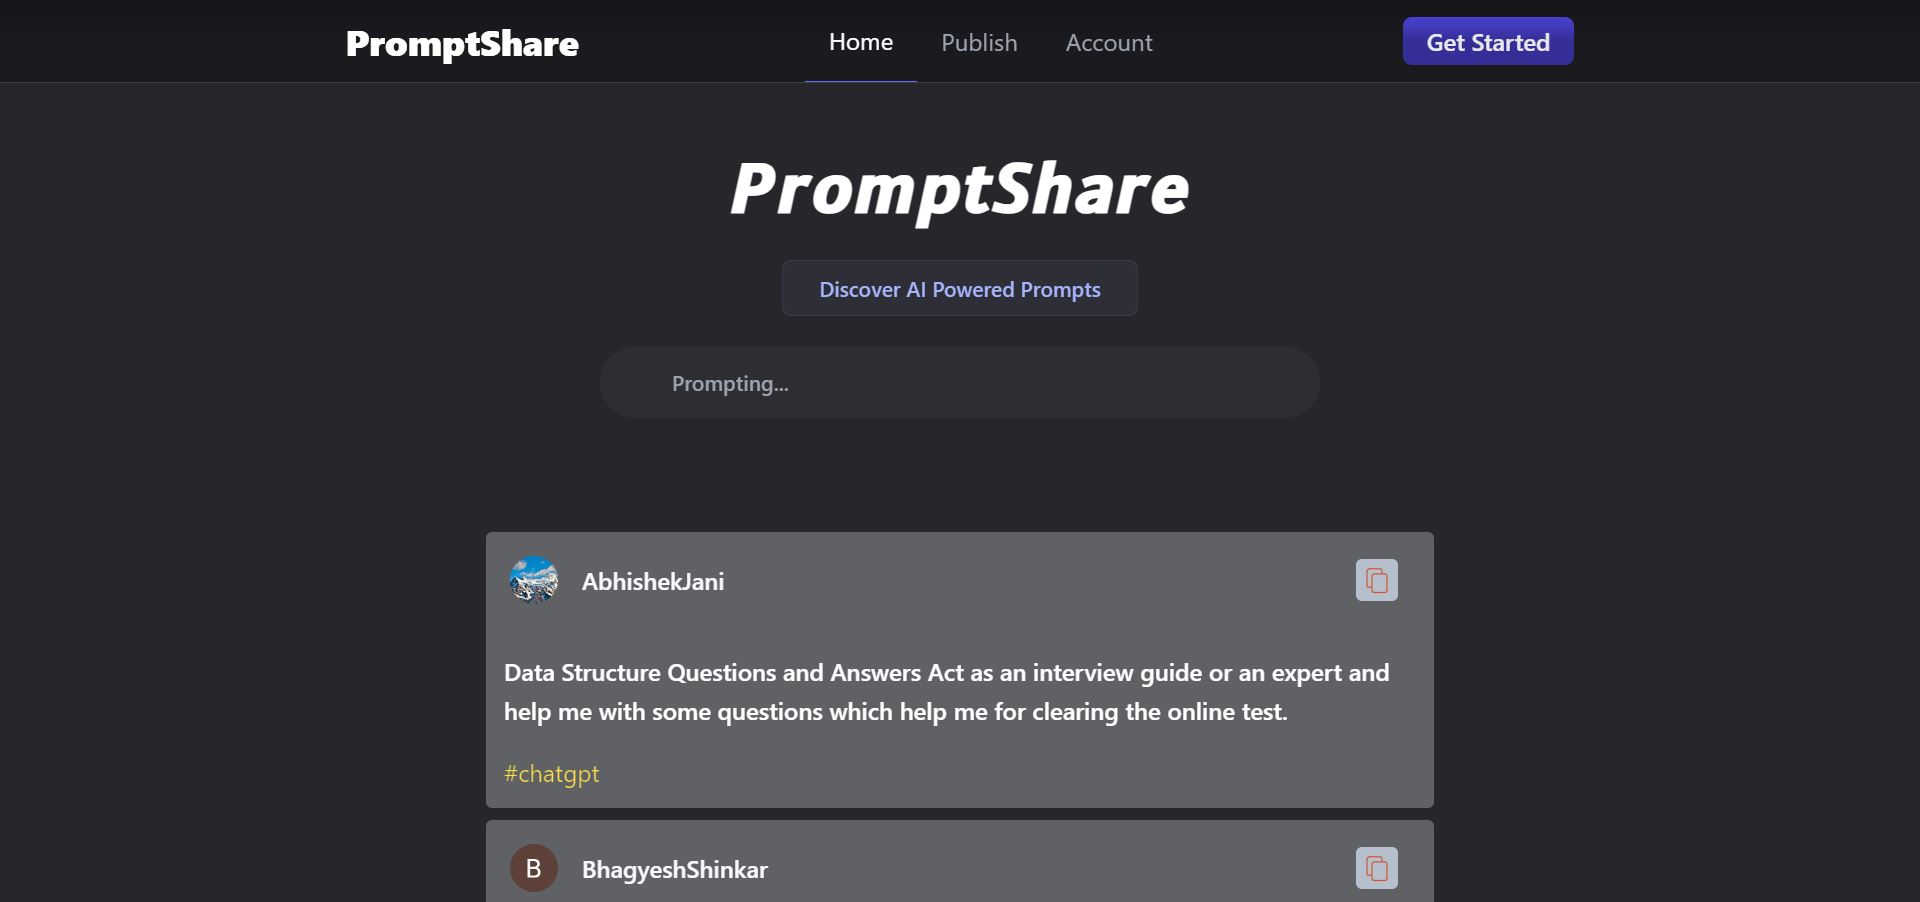 PromptShare
Home
Publish
Account
Get Started
PromptShare
Discover AI Powered Prompts
Prompting...
AbhishekJani
Data Structure Questions and Answers Act as an interview guide or an expert and
help me with some questions which help me for clearing the online test.
#chatgpt
B
BhagyeshShinkar